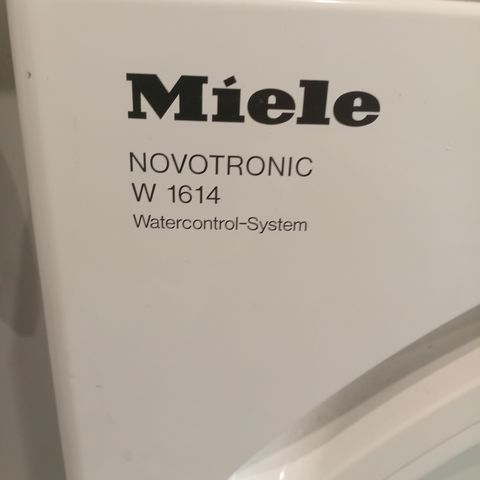 Miele
NOVOTRONIC
W 1614
Watercontrol-System